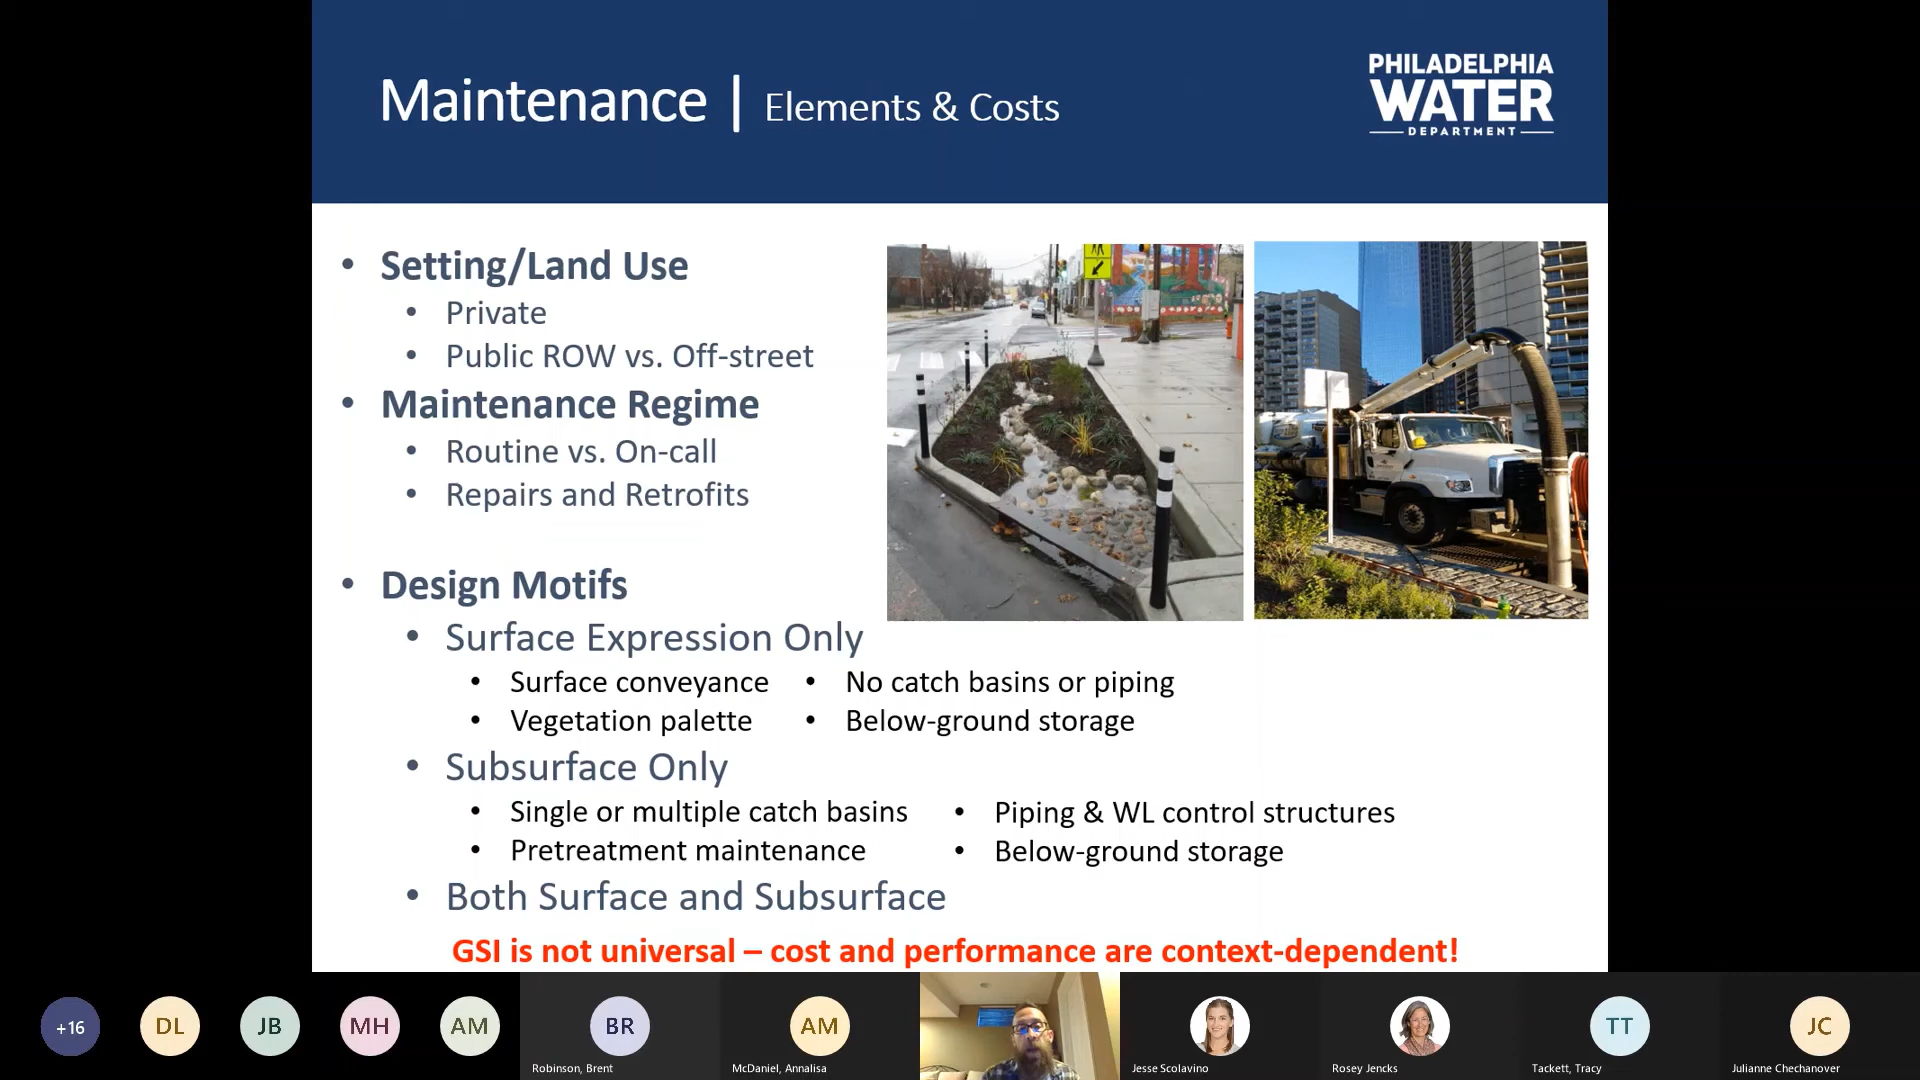 Maintenance | Elements & Costs
PHILADELPHIA
WATER
DEPARTMENT
• Setting/Land Use
• Private
• Public ROW vs. Off-street
• Maintenance Regime
• Routine vs. On-call
• Repairs and Retrofits
• Design Motifs
• Surface Expression Only
• Surface conveyance • No catch basins or piping
• Vegetation palette • Below-ground storage
• Subsurface Only
• Single or multiple catch basins • Piping & WL control structures
• Pretreatment maintenance • Below-ground storage
• Both Surface and Subsurface
GSI is not universal – cost and performance are context-dependent!
+16 DL JB MH AM BR AM TT JC
Robinson, Brent McDaniel, Annalisa Jesse Scolavino Rosey Jencks Tackett, Tracy Julianne Chechanover